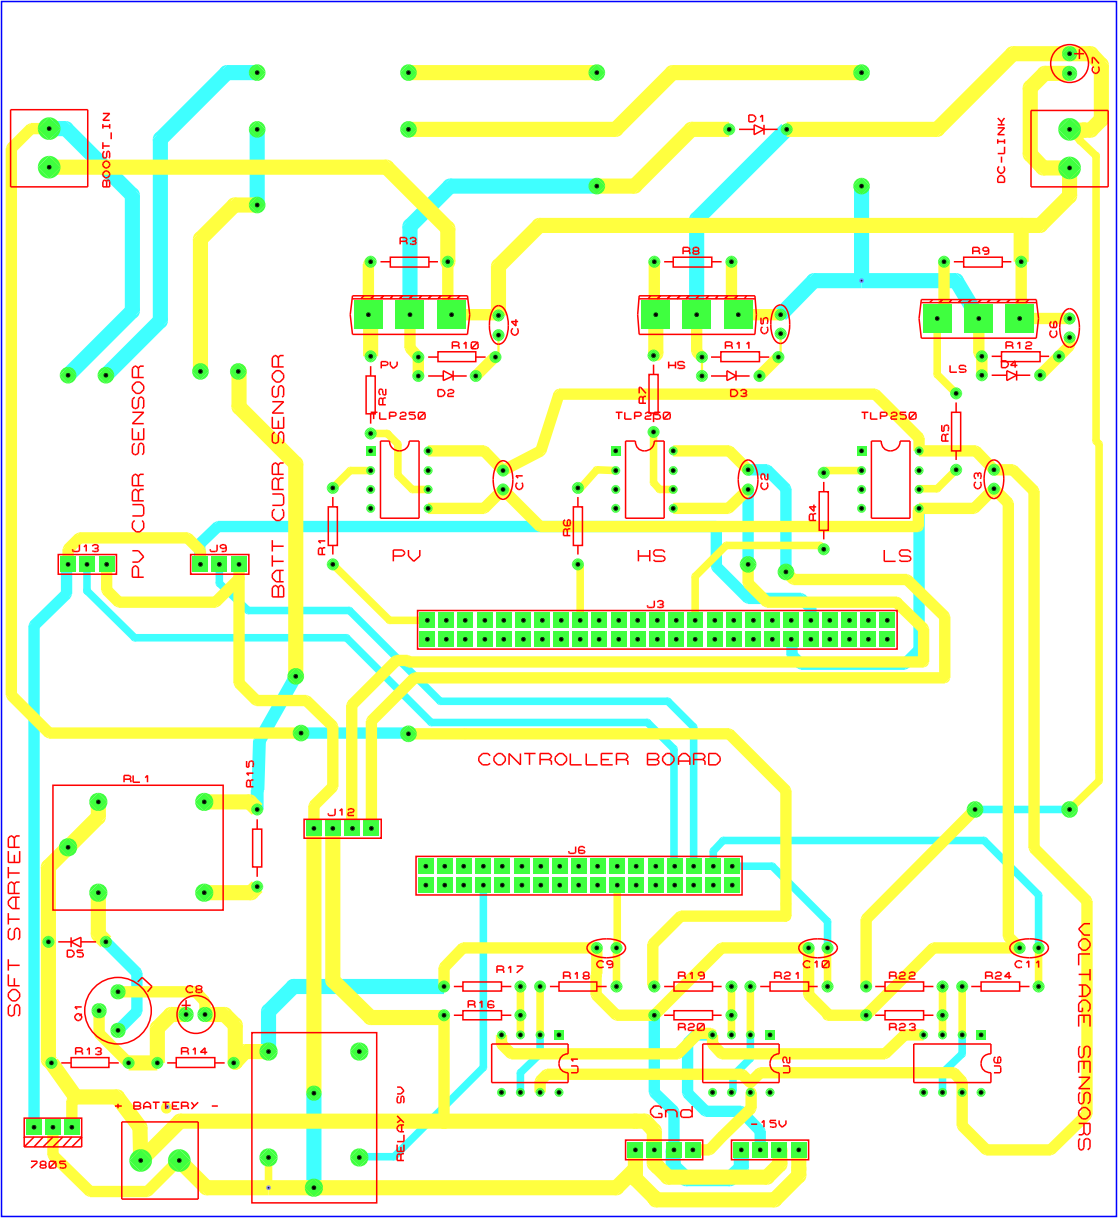 C7
BOOST_IN
D1
DC-LINK
R3
R8
R9
C4
C5
C6
R10
R11
R12
PV
HS
LS
D4
D2
D3
R2
R7
R5
PV CURR SENSOR
BATT CURR SENSOR
TLP250
TLP250
TLP250
C1
C2
C3
R1
R6
R4
J13
J9
PV
HS
LS
J3
CONTROLLER BOARD
RL1
R15
J12
J6
SOFT STARTER
VOLTAGE SENSORS
D5
C9
C10
C11
R17
R18
R19
R21
R22
R24
Q1
C8
+
R16
R20
R23
R13
R14
U1
U2
U6
+ BATTERY -
RELAY 5V
Gnd
-15V
7805